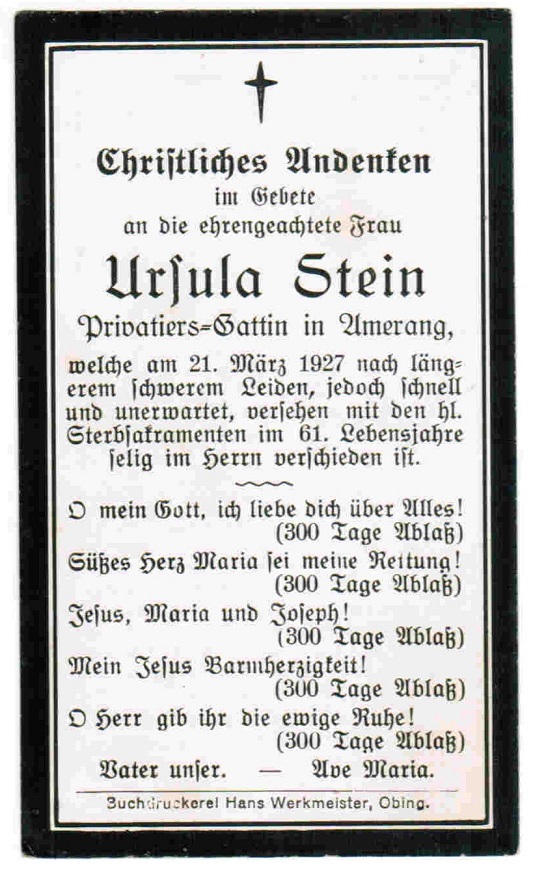 Christliches Andenken
im Gebete
an die ehrengeachtete Frau
Ursula Stein
Privatiers-Gattin in Amerang,
welche am 21. März 1927 nach läng-
erem schwerem Leiden, jedoch schnell
und unerwartet, versehen mit den hl.
Sterbsakramenten im 61. Lebensjahre
selig im Herrn verschieden ist.
O mein Gott, ich liebe dich über Alles!
(300 Tage Ablaß)
Süßes Herz Maria sei meine Rettung!
(300 Tage Ablaß)
Jesus, Maria und Joseph!
(300 Tage Ablaß)
Mein Jesus Barmherzigkeit!
(300 Tage Ablaß)
O Herr gib ihr die ewige Ruhe!
(300 Tage Ablaß)
Vater unser. — Ave Maria.
Buchdruckerei Hans Werkmeister, Obing.